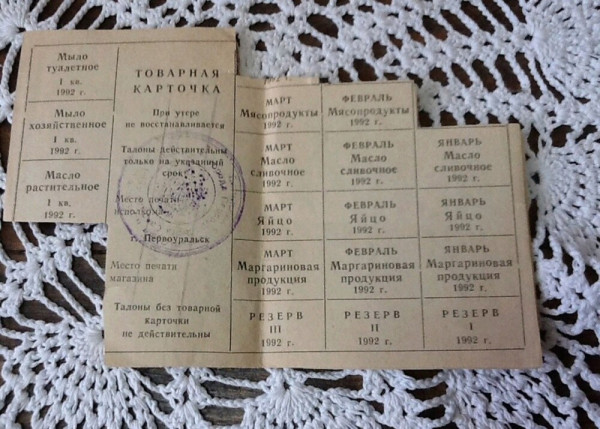 Мыло
туалетное
I кв.
1992 г.
Мыло
хозяйственное
I кв.
1992 г.
Масло
растительное
I кв.
1992 г.
ТОВАРНАЯ
КАРТОЧКА
При утере
не восстанавливается
Талоны действительны
только на указанный
срок
Место печати
г. Первоуральск
Место печати
магазина
Талоны без товарной
карточки
не действительны
1992 г.
МАРТ
Мясопродукты
1992 г.
ФЕВРАЛЬ
Мясопродукты
1992 г.
МАРТ
Масло
сливочное
1992 г.
ФЕВРАЛЬ
Масло
сливочное
1992 г.
ЯНВАРЬ
Масло
сливочное
1992 г.
МАРТ
Яйцо
1992 г.
ФЕВРАЛЬ
Яйцо
1992 г.
ЯНВАРЬ
Яйцо
1992 г.
МАРТ
Маргариновая
продукция
1992 г.
ФЕВРАЛЬ
Маргариновая
продукция
1992 г.
ЯНВАРЬ
Маргариновая
продукция
1992 г.
РЕЗЕРВ
III
1992 г.
РЕЗЕРВ
II
1992 г.
РЕЗЕРВ
I
1992 г.